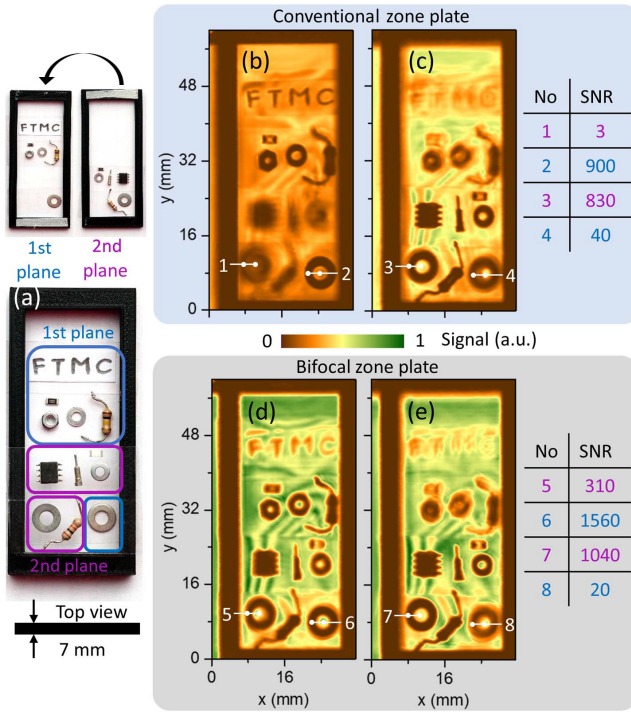 Conventional zone plate
(b)
(c)
48
32
16
0
y (mm)
F T M C
F T M C
1
2
3
4
No SNR
1 3
2 900
3 830
4 40
F T M C
1st plane
2nd plane
0 1 Signal (a.u.)
(a)
1st plane
F T M C
2nd plane
Top view
7 mm
Bifocal zone plate
(d)
(e)
48
32
16
0
y (mm)
F T M C
F T M C
5
6
7
8
0 16 0 16
x (mm) x (mm)
No SNR
5 310
6 1560
7 1040
8 20